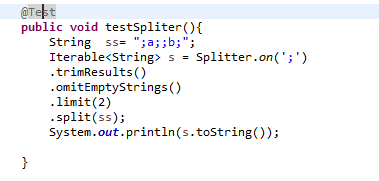 @Test
public void testSpliter(){
String ss= ";a;;b;";
Iterable<String> s = Splitter.on(';')
.trimResults()
.omitEmptyStrings()
.limit(2)
.split(ss);
System.out.println(s.toString());
}